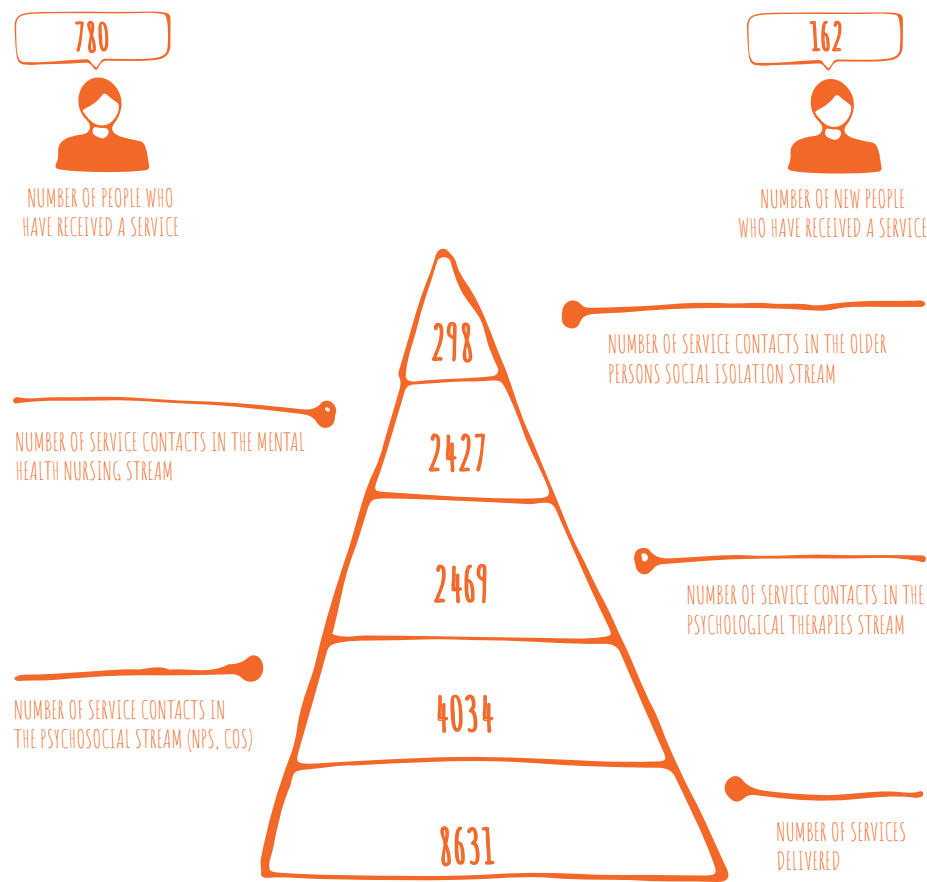 780
NUMBER OF PEOPLE WHO
HAVE RECEIVED A SERVICE
162
NUMBER OF NEW PEOPLE
WHO HAVE RECEIVED A SERVICE
298
NUMBER OF SERVICE CONTACTS IN THE OLDER
PERSONS SOCIAL ISOLATION STREAM
NUMBER OF SERVICE CONTACTS IN THE MENTAL
HEALTH NURSING STREAM
2427
2469
NUMBER OF SERVICE CONTACTS IN THE
PSYCHOLOGICAL THERAPIES STREAM
NUMBER OF SERVICE CONTACTS IN
THE PSYCHOSOCIAL STREAM (NPS, COS)
4034
8631
NUMBER OF SERVICES
DELIVERED